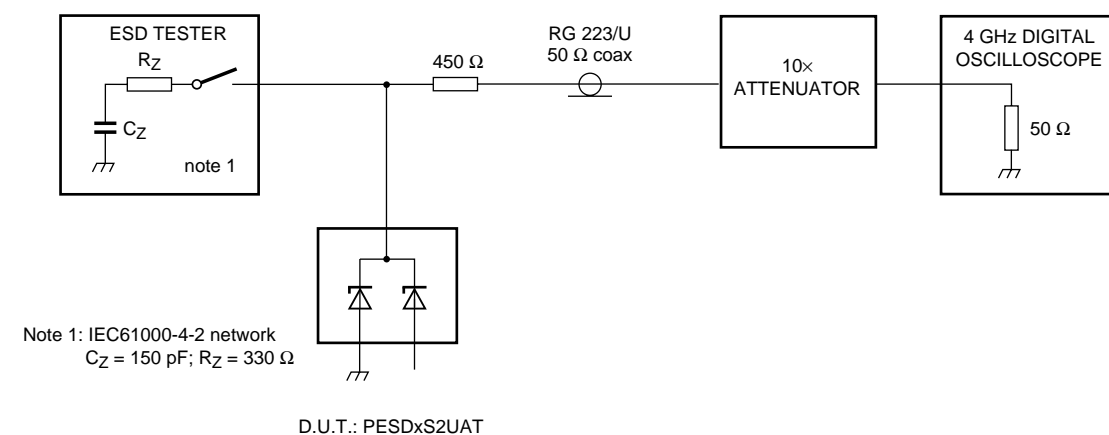 ESD TESTER
RZ
CZ
note 1
450 Ω
RG 223/U
50 Ω coax
10×
ATTENUATOR
4 GHz DIGITAL
OSCILLOSCOPE
50 Ω
Note 1: IEC61000-4-2 network
CZ = 150 pF; RZ = 330 Ω
D.U.T.: PESDxS2UAT